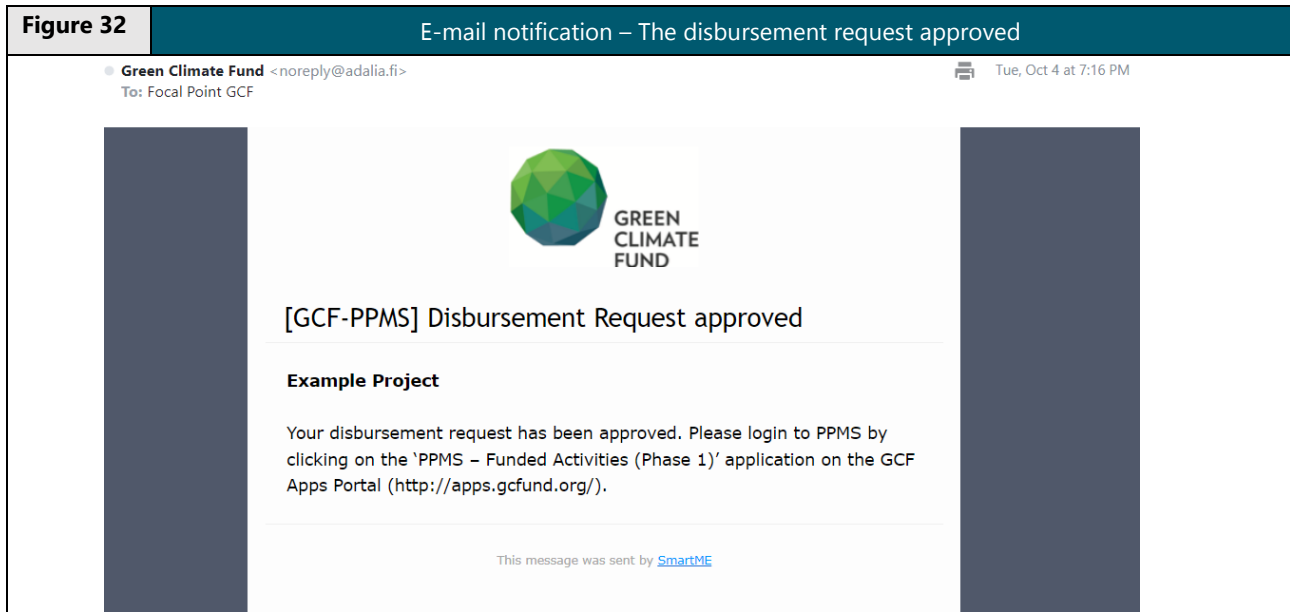 Figure 32
E-mail notification – The disbursement request approved
Green Climate Fund <noreply@adalia.fi>
Tue, Oct 4 at 7:16 PM
To: Focal Point GCF
GREEN
CLIMATE
FUND
[GCF-PPMS] Disbursement Request approved
Example Project
Your disbursement request has been approved. Please login to PPMS by
clicking on the ‘PPMS – Funded Activities (Phase 1)’ application on the GCF
Apps Portal (http://apps.gcfund.org/).
This message was sent by SmartME